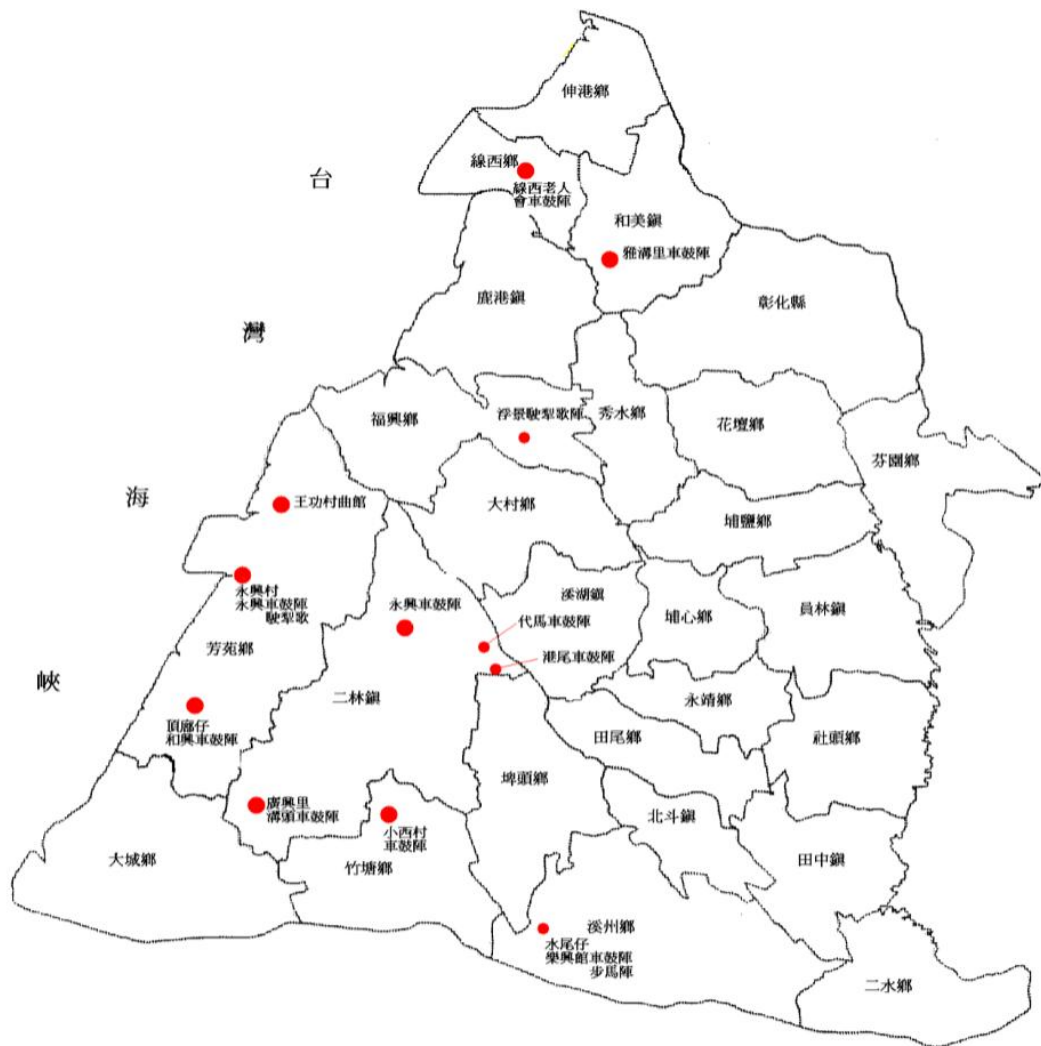 伸港鄉
線西鄉
線西老人
會車鼓陣
台
和美鎮
雅溝里車鼓陣
鹿港鎮
彰化縣
灣
浮景駛犁歌陣
福興鄉
秀水鄉
花壇鄉
芬園鄉
海
王功村曲館
大村鄉
埔鹽鄉
永興村
永興車鼓陣
駛犁歌
永興車鼓陣
溪湖鎮
代馬車鼓陣
港尾車鼓陣
埔心鄉
員林鎮
芳苑鄉
峽
二林鎮
永靖鄉
頂廍仔
和興車鼓陣
田尾鄉
社頭鄉
埤頭鄉
廣興里
溝頭車鼓陣
小西村
車鼓陣
北斗鎮
大城鄉
竹塘鄉
田中鎮
溪州鄉
水尾仔
樂興館車鼓陣
步馬陣
二水鄉